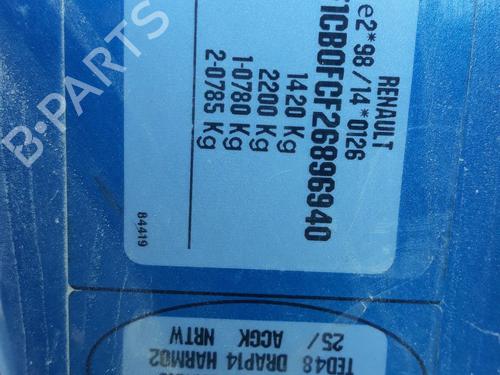 RENAULT
e2*98/14*0126
1CB0FCF26896940
1420 Kg
2200 Kg
1-0780 Kg
2-0785 Kg
84419
TED48 DRAP14 HARM02
25/ ACGK NRTW
B-PARTS